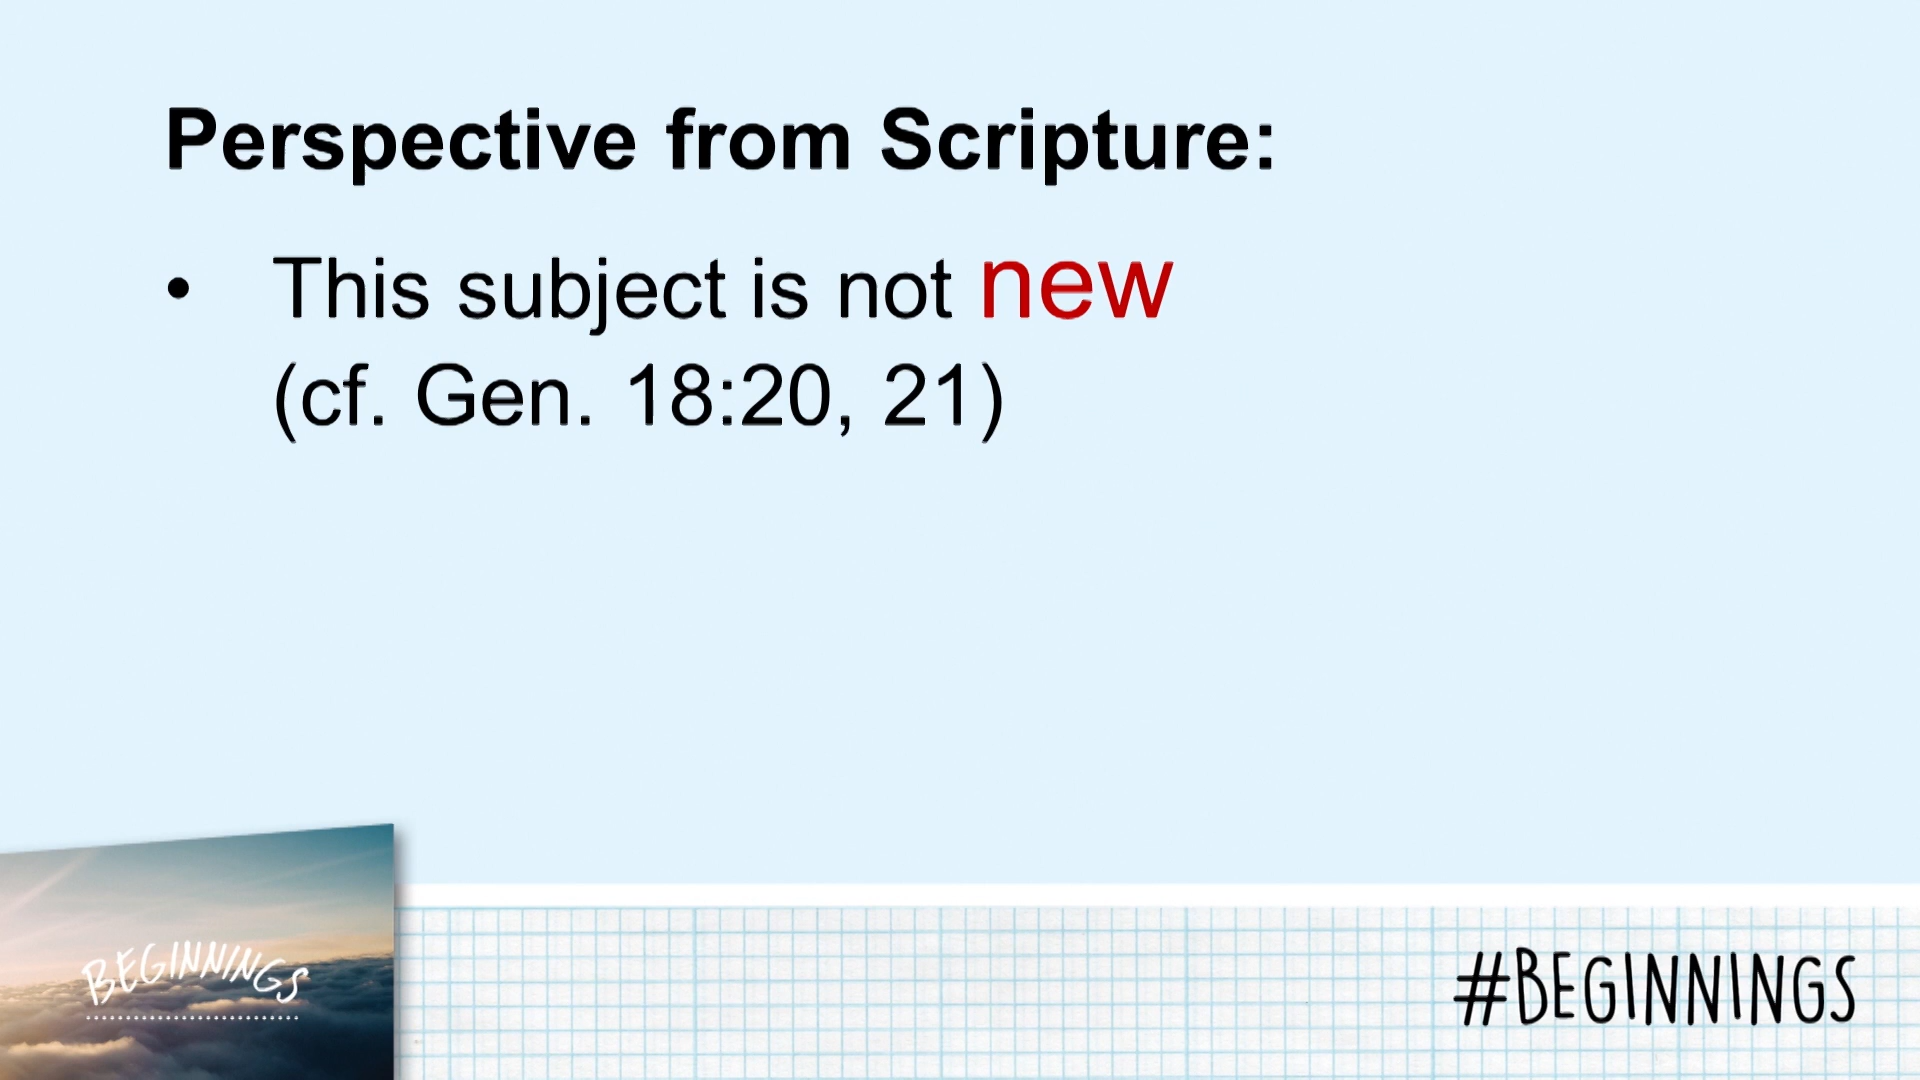 Perspective from Scripture:
• This subject is not new
(cf. Gen. 18:20, 21)
BEGINNINGS
#BEGINNINGS